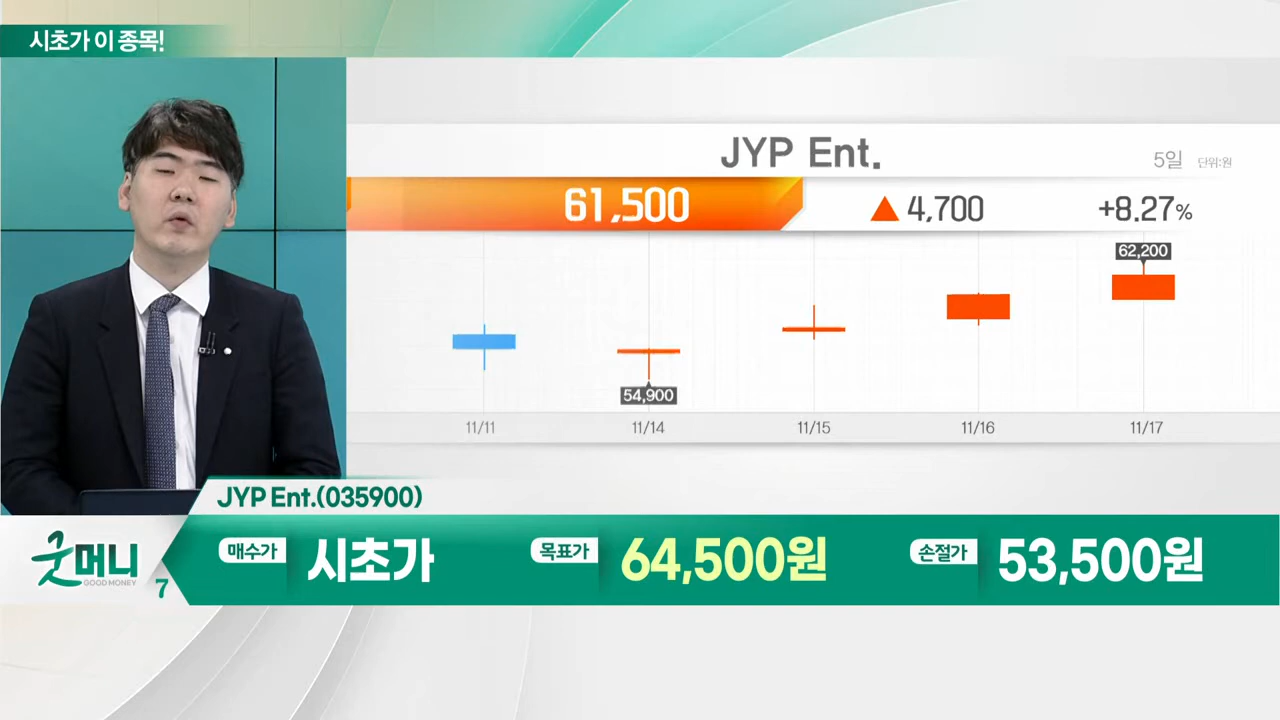 시초가 이 종목!
JYP Ent.
5일 단위:원
61,500 ▲ 4,700 +8.27%
62,200
54,900
11/11 11/14 11/15 11/16 11/17
JYP Ent.(035900)
굿머니
GOOD MONEY
7
매수가 시초가 목표가 64,500원 손절가 53,500원